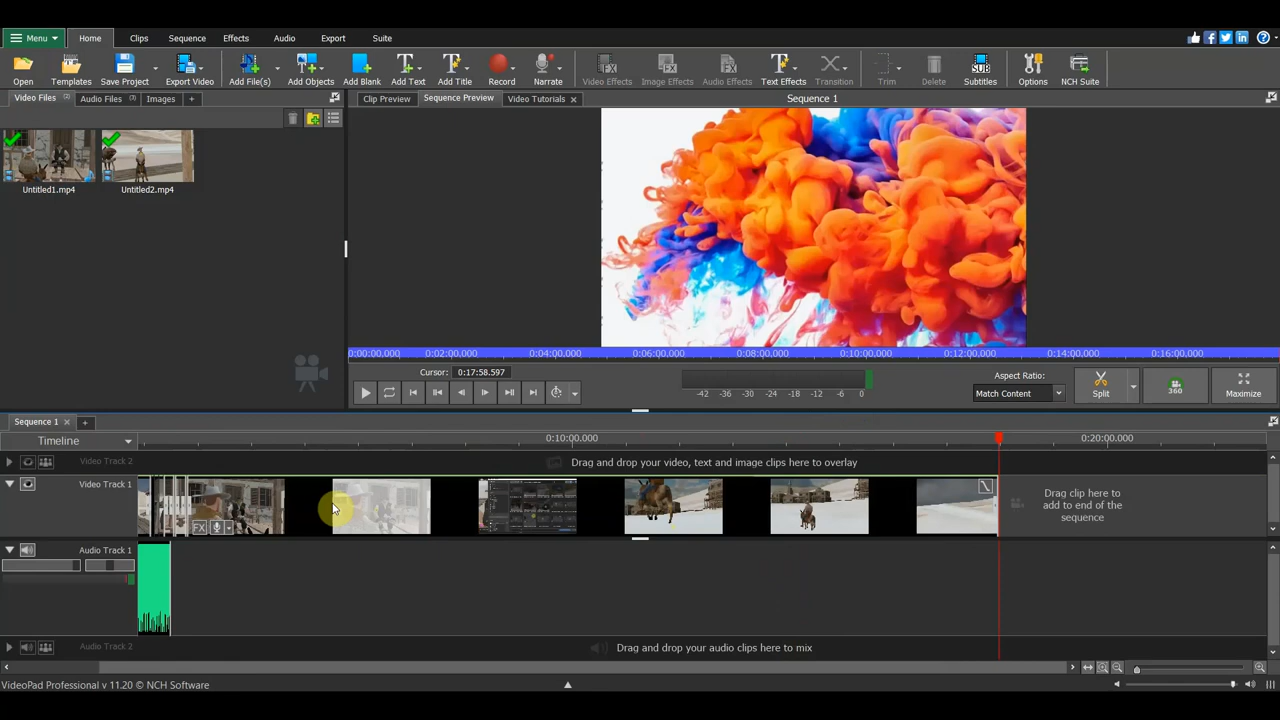 Menu Home Clips Sequence Effects Audio Export Suite
Open Templates Save Project Export Video Add File(s) Add Objects Add Blank Add Text Add Title Record Narrate Video Effects Image Effects Audio Effects Text Effects Transition Trim Delete Subtitles Options NCH Suite
Video Files (2) Audio Files (2) Images +
Clip Preview Sequence Preview Video Tutorials ×
Sequence 1
Untitled1.mp4 Untitled2.mp4
0:00:00.000 0:02:00.000 0:04:00.000 0:06:00.000 0:08:00.000 0:10:00.000 0:12:00.000 0:14:00.000 0:16:00.000
Cursor: 0:17:58.597
-42 -36 -30 -24 -18 -12 -6 0
Aspect Ratio:
Match Content
Split
360
Maximize
Sequence 1 × +
Timeline
0:10:00.000 0:20:00.000
Video Track 2
Drag and drop your video, text and image clips here to overlay
Video Track 1
FX
Drag clip here to
add to end of the
sequence
Audio Track 1
Audio Track 2
Drag and drop your audio clips here to mix
VideoPad Professional v 11.20 © NCH Software